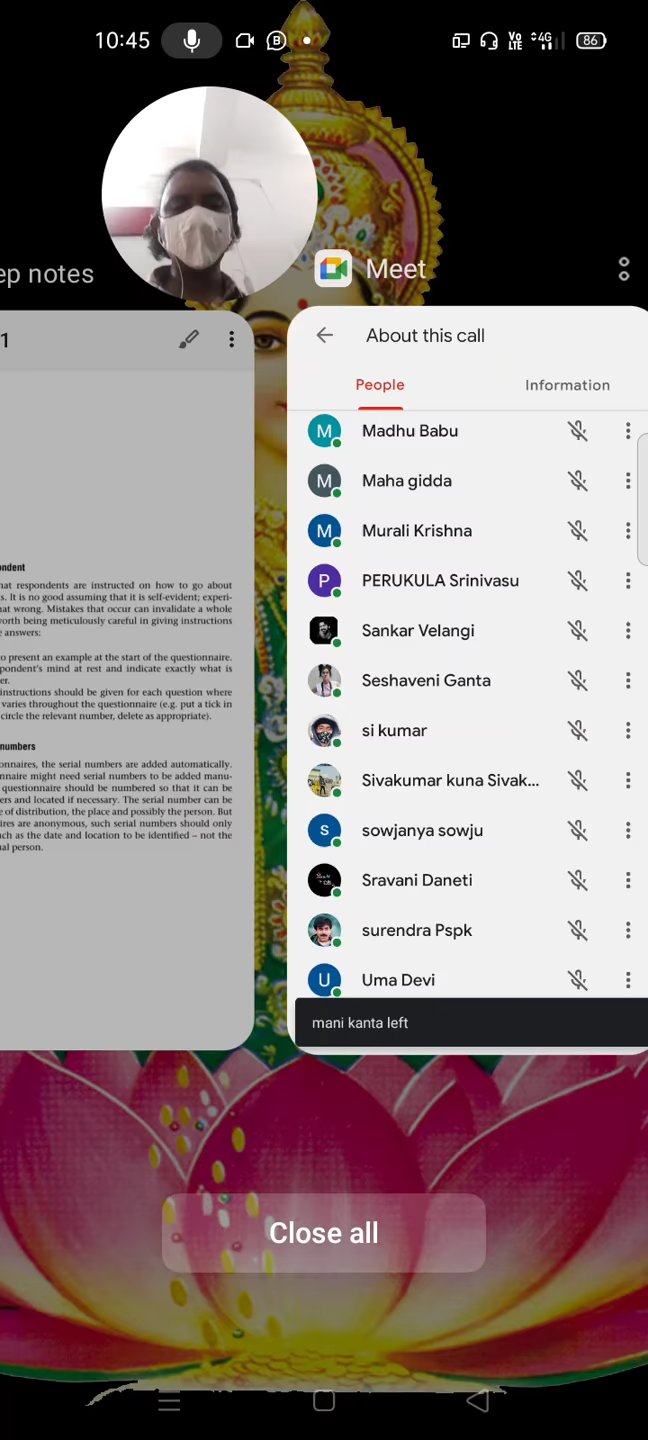 10:45
B
Vo
LTE
4G
86
ep notes
Meet
1
About this call
People
Information
M
Madhu Babu
M
Maha gidda
M
Murali Krishna
P
PERUKULA Srinivasu
Sankar Velangi
Seshaveni Ganta
si kumar
Sivakumar kuna Sivak...
s
sowjanya sowju
Sravani Daneti
surendra Pspk
U
Uma Devi
mani kanta left
ondent
hat respondents are instructed on how to go about
s. It is no good assuming that it is self-evident; experi-
hat wrong. Mistakes that occur can invalidate a whole
worth being meticulously careful in giving instructions
e answers:
to present an example at the start of the questionnaire.
pondent's mind at rest and indicate exactly what is
er.
instructions should be given for each question where
varies throughout the questionnaire (e.g. put a tick in
circle the relevant number, delete as appropriate).
numbers
onnaires, the serial numbers are added automatically.
nnaire might need serial numbers to be added manu-
questionnaire should be numbered so that it can be
ers and located if necessary. The serial number can be
e of distribution, the place and possibly the person. But
ires are anonymous, such serial numbers should only
ch as the date and location to be identified – not the
al person.
Close all